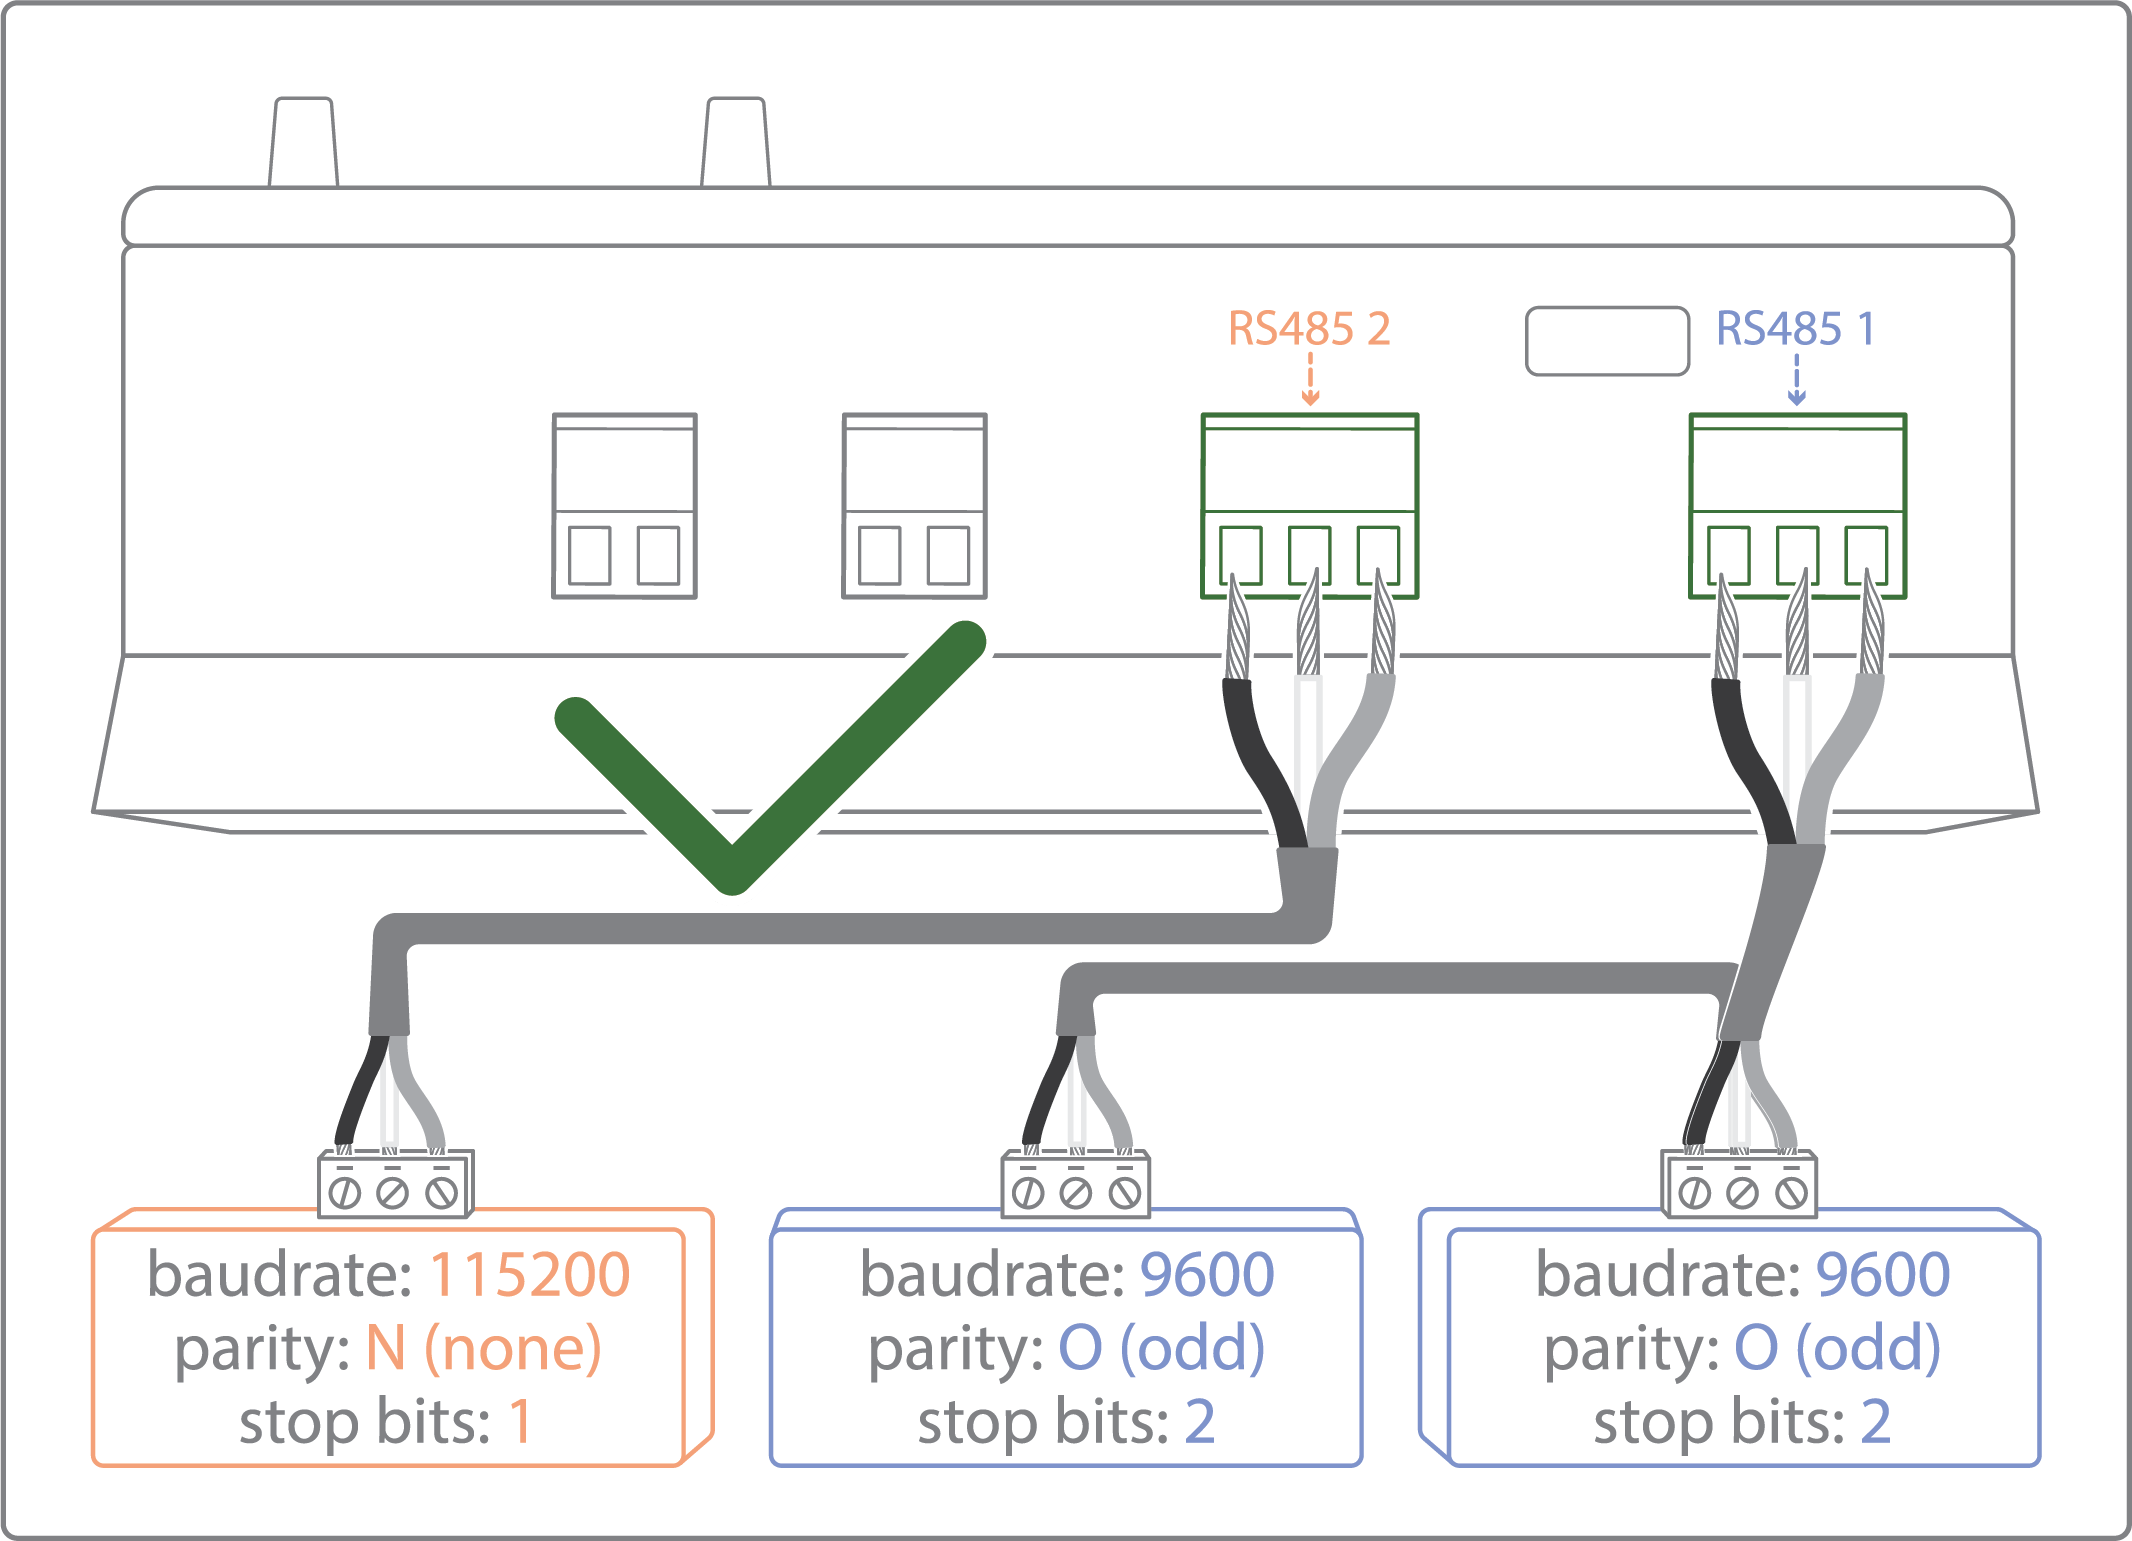 RS485 2
RS485 1
baudrate: 115200
parity: N (none)
stop bits: 1
baudrate: 9600
parity: O (odd)
stop bits: 2
baudrate: 9600
parity: O (odd)
stop bits: 2